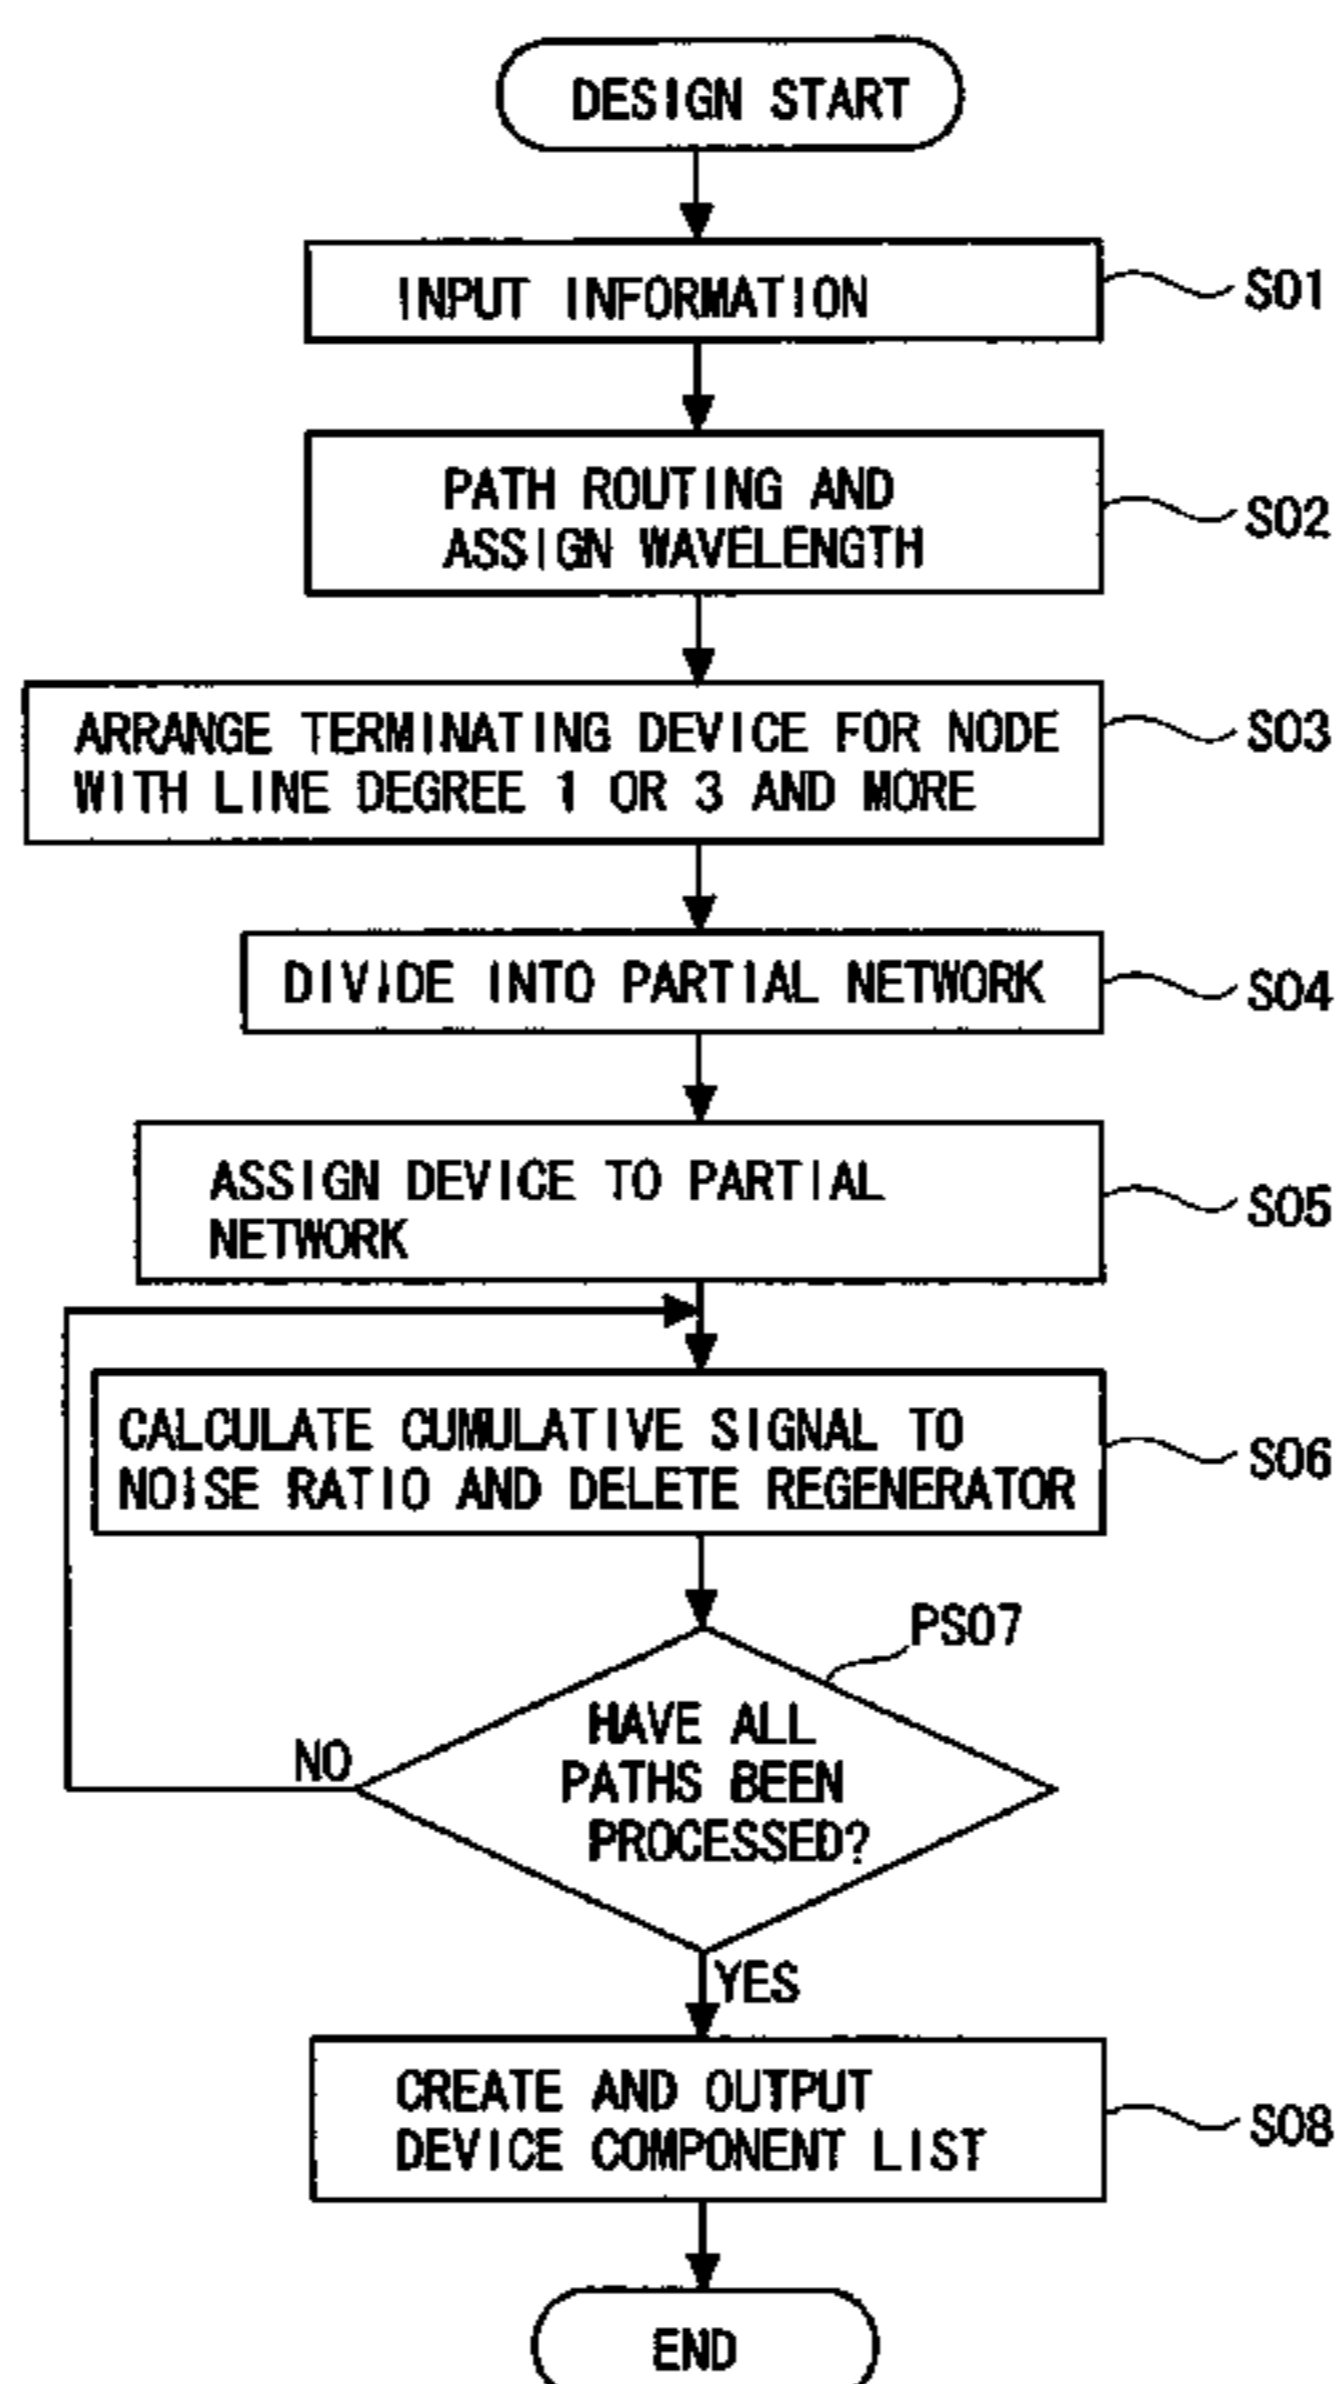 DESIGN START
INPUT INFORMATION
S01
PATH ROUTING AND
ASSIGN WAVELENGTH
S02
ARRANGE TERMINATING DEVICE FOR NODE
WITH LINE DEGREE 1 OR 3 AND MORE
S03
DIVIDE INTO PARTIAL NETWORK
S04
ASSIGN DEVICE TO PARTIAL
NETWORK
S05
CALCULATE CUMULATIVE SIGNAL TO
NOISE RATIO AND DELETE REGENERATOR
S06
PS07
HAVE ALL
PATHS BEEN
PROCESSED?
NO
YES
CREATE AND OUTPUT
DEVICE COMPONENT LIST
S08
END